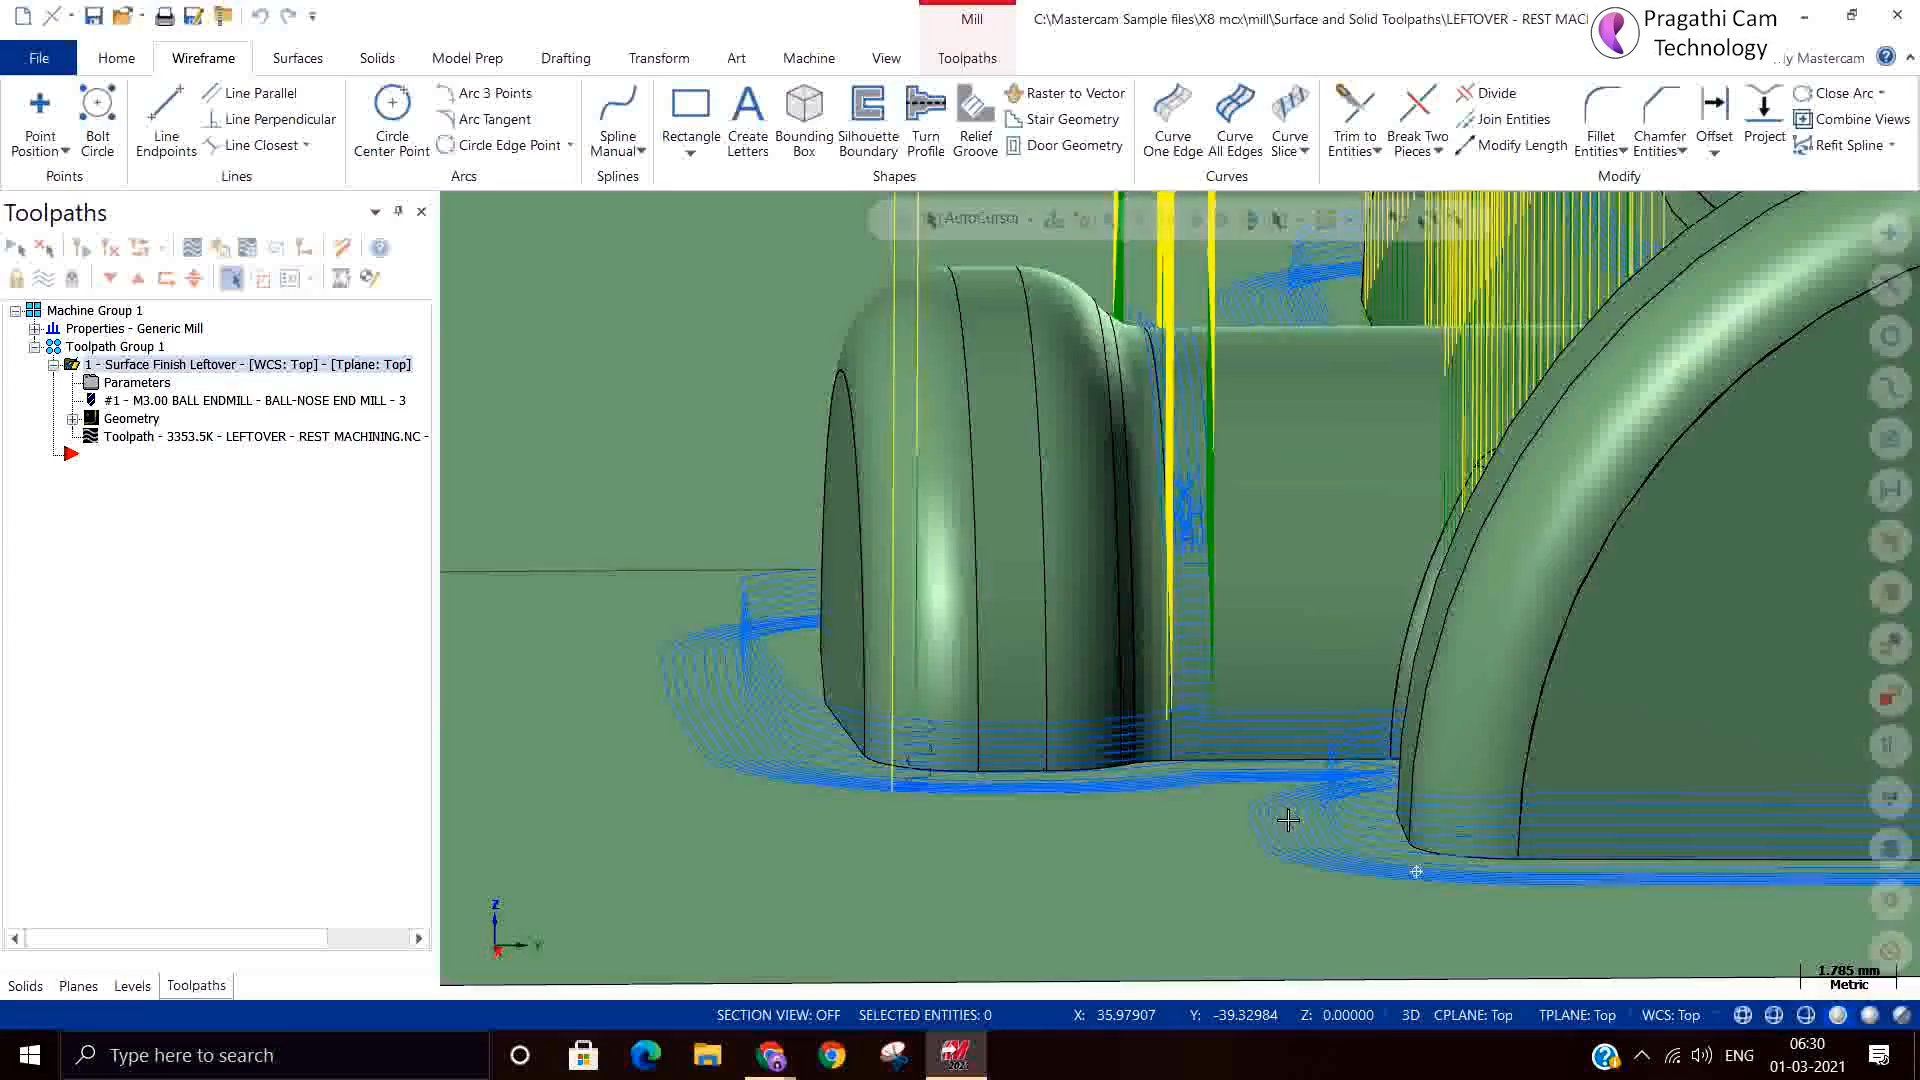 Mill
C:\Mastercam Sample files\X8 mcx\mill\Surface and Solid Toolpaths\LEFTOVER - REST MACI
Pragathi Cam
Technology
File
Home
Wireframe
Surfaces
Solids
Model Prep
Drafting
Transform
Art
Machine
View
Toolpaths
y Mastercam
Point
Position
Bolt
Circle
Points
Line
Endpoints
Line Parallel
Line Perpendicular
Line Closest
Lines
Circle
Center Point
Arc 3 Points
Arc Tangent
Circle Edge Point
Arcs
Spline
Manual
Splines
Rectangle
Create
Letters
Bounding
Box
Silhouette
Boundary
Turn
Profile
Relief
Groove
Raster to Vector
Stair Geometry
Door Geometry
Shapes
Curve
One Edge
Curve
All Edges
Curve
Slice
Curves
Trim to
Entities
Break Two
Pieces
Divide
Join Entities
Modify Length
Fillet
Entities
Chamfer
Entities
Offset
Project
Close Arc
Combine Views
Refit Spline
Modify
Toolpaths
AutoCursor
Machine Group 1
Properties - Generic Mill
Toolpath Group 1
1 - Surface Finish Leftover - [WCS: Top] - [Tplane: Top]
Parameters
#1 - M3.00 BALL ENDMILL - BALL-NOSE END MILL - 3
Geometry
Toolpath - 3353.5K - LEFTOVER - REST MACHINING.NC -
Z
Y
X
1.785 mm
Metric
Solids
Planes
Levels
Toolpaths
SECTION VIEW: OFF
SELECTED ENTITIES: 0
X: 35.97907
Y: -39.32984
Z: 0.00000
3D
CPLANE: Top
TPLANE: Top
WCS: Top
Type here to search
2021
ENG
06:30
01-03-2021